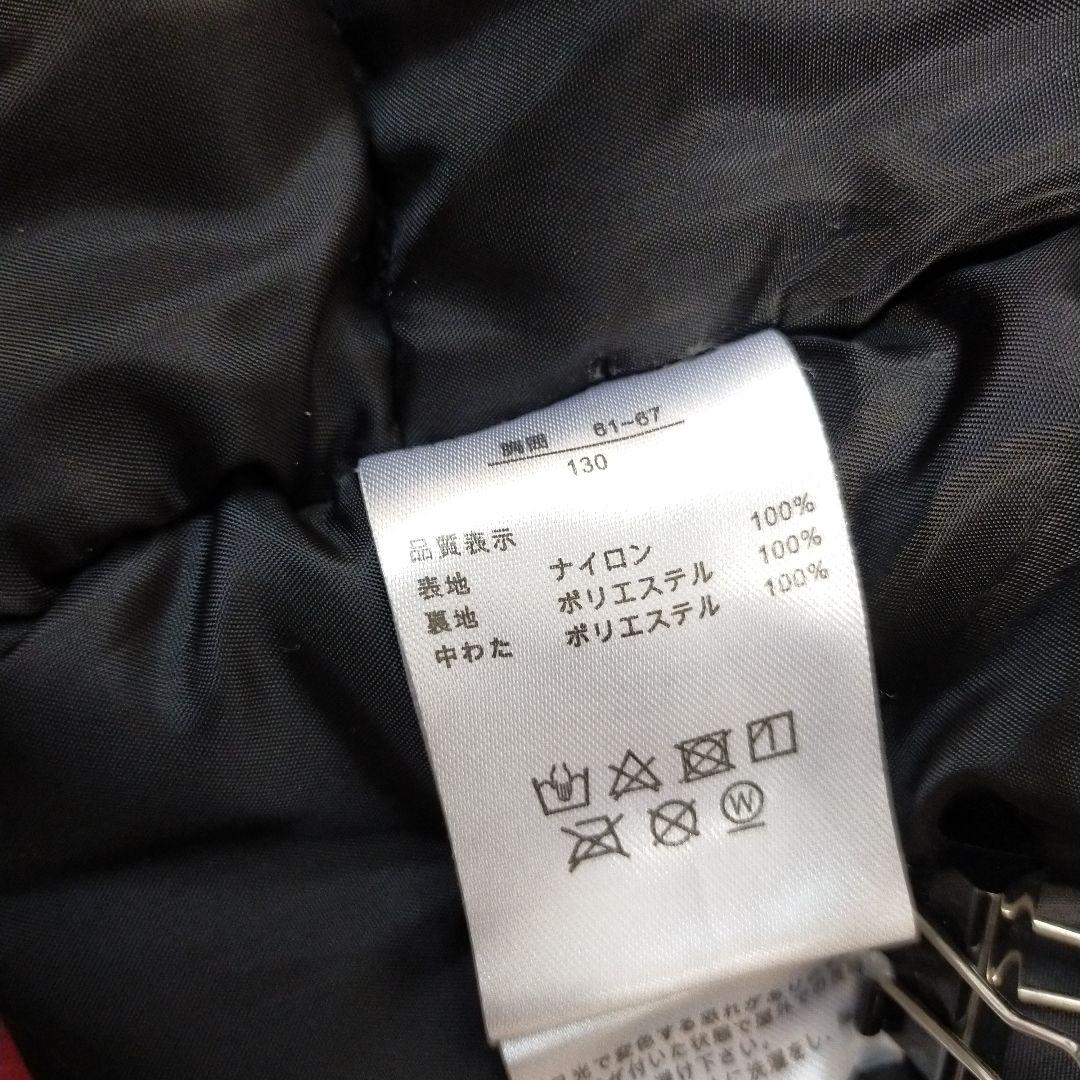 胸囲 61-67
130
品質表示
表地 ナイロン 100%
裏地 ポリエステル 100%
中わた ポリエステル 100%
W